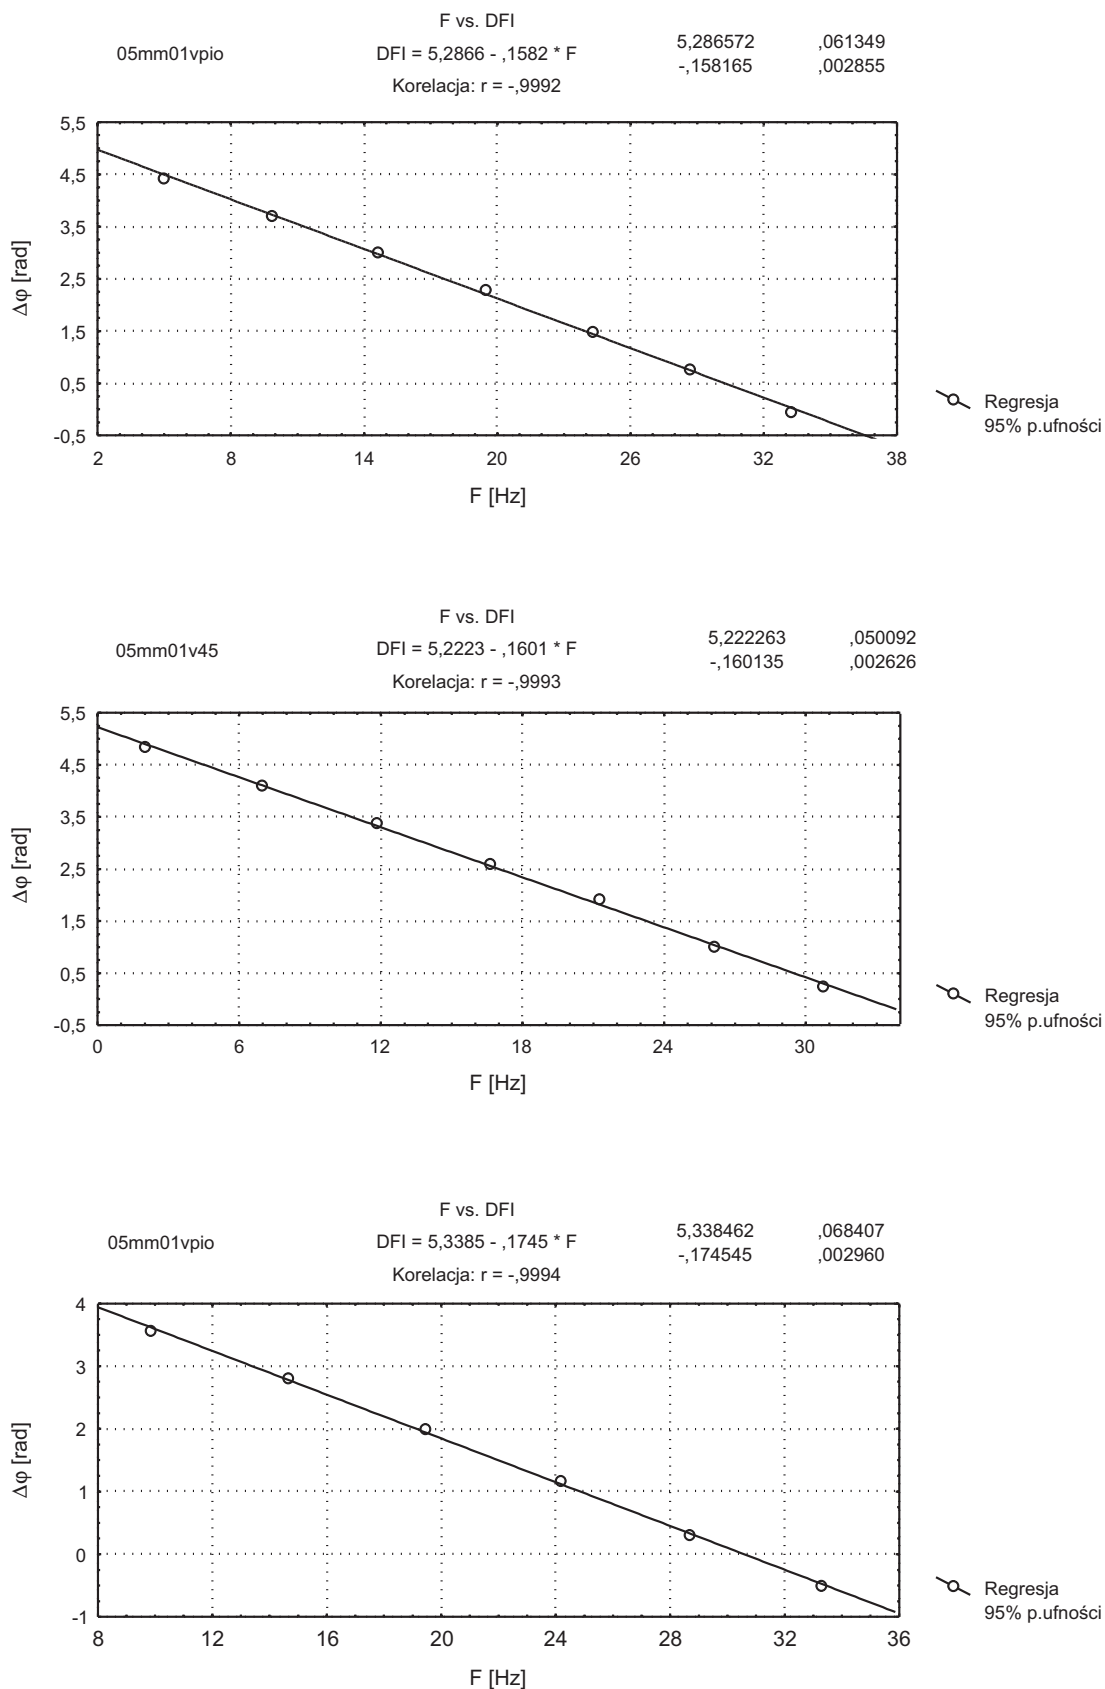 F vs. DFI
05mm01vpio
DFI = 5,2866 - ,1582 * F
5,286572 ,061349
-,158165 ,002855
Korelacja: r = -,9992
5,5
4,5
3,5
2,5
1,5
0,5
-0,5
Δφ [rad]
2 8 14 20 26 32 38
F [Hz]
Regresja
95% p.ufności
F vs. DFI
05mm01v45
DFI = 5,2223 - ,1601 * F
5,222263 ,050092
-,160135 ,002626
Korelacja: r = -,9993
5,5
4,5
3,5
2,5
1,5
0,5
-0,5
Δφ [rad]
0 6 12 18 24 30
F [Hz]
Regresja
95% p.ufności
F vs. DFI
05mm01vpio
DFI = 5,3385 - ,1745 * F
5,338462 ,068407
-,174545 ,002960
Korelacja: r = -,9994
4
3
2
1
0
-1
Δφ [rad]
8 12 16 20 24 28 32 36
F [Hz]
Regresja
95% p.ufności